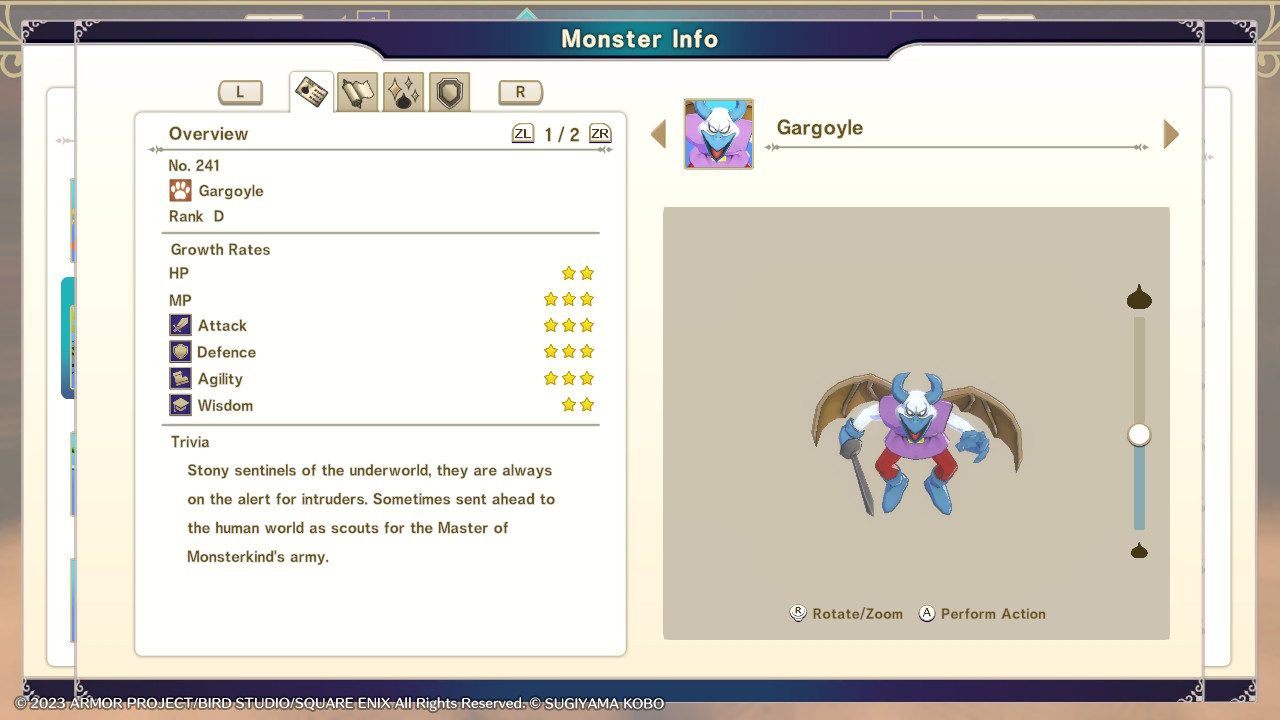 Monster Info
L
R
Overview
ZL 1 / 2 ZR
No. 241
Gargoyle
Rank D
Growth Rates
HP
MP
Attack
Defence
Agility
Wisdom
Trivia
Stony sentinels of the underworld, they are always
on the alert for intruders. Sometimes sent ahead to
the human world as scouts for the Master of
Monsterkind's army.
Gargoyle
R Rotate/Zoom A Perform Action
© 2023 ARMOR PROJECT/BIRD STUDIO/SQUARE ENIX All Rights Reserved. © SUGIYAMA KOBO